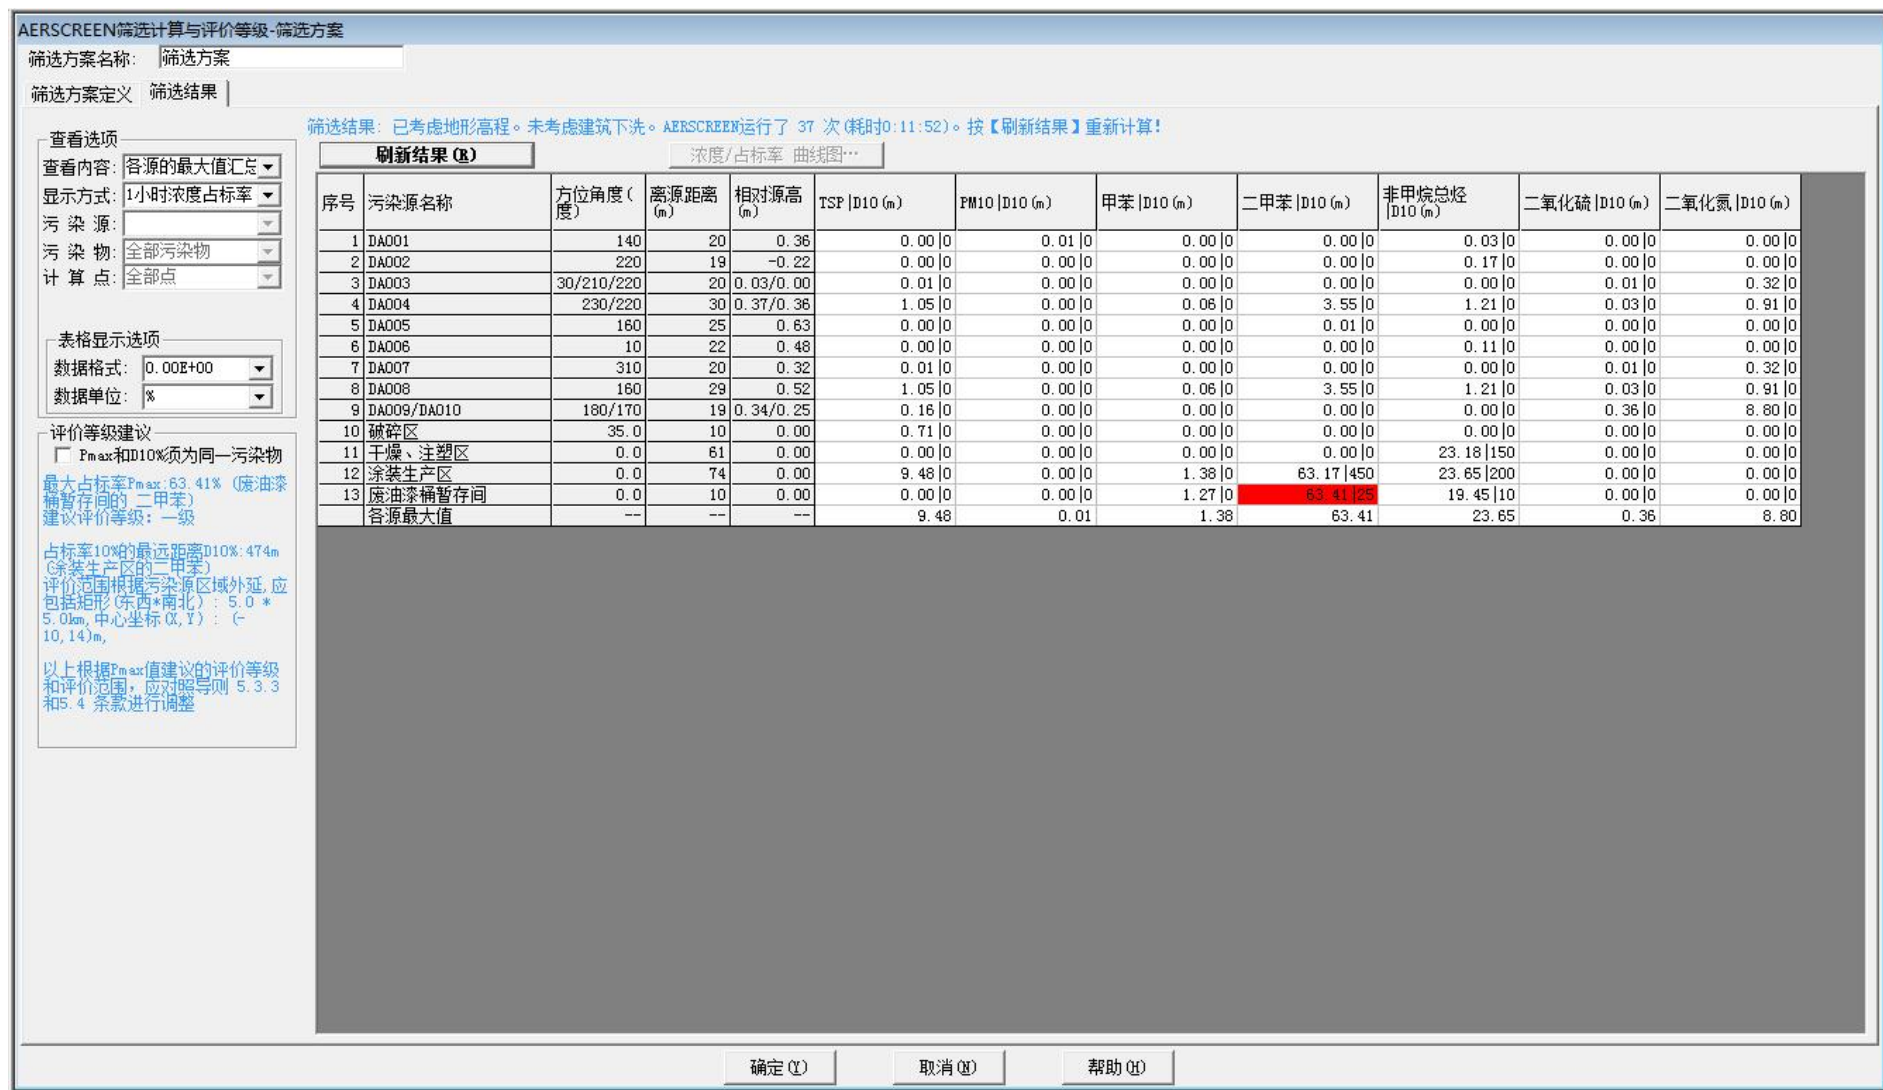 AERSCREEN筛选计算与评价等级-筛选方案
筛选方案名称: 筛选方案
筛选方案定义 筛选结果
筛选结果: 已考虑地形高程。未考虑建筑下洗。AERSCREEN运行了 37 次(耗时0:11:52)。按【刷新结果】重新计算!
刷新结果(R) 浓度/占标率 曲线图…
查看选项
查看内容: 各源的最大值汇总
显示方式: 1小时浓度占标率
污 染 源:
污 染 物: 全部污染物
计 算 点: 全部点
表格显示选项
数据格式: 0.00E+00
数据单位: %
评价等级建议
Pmax和D10%须为同一污染物
最大占标率Pmax:63.41% (废油漆
桶暂存间的 二甲苯)
建议评价等级: 一级
占标率10%的最远距离D10%:474m
(涂装生产区的二甲苯)
评价范围根据污染源区域外延,应
包括矩形(东西*南北): 5.0 *
5.0km,中心坐标(X,Y): (-
10,14)m,
以上根据Pmax值建议的评价等级
和评价范围,应对照导则 5.3.3
和5.4 条款进行调整
序号 污染源名称 方位角度(度) 离源距离(m) 相对源高(m) TSP|D10(m) PM10|D10(m) 甲苯|D10(m) 二甲苯|D10(m) 非甲烷总烃|D10(m) 二氧化硫|D10(m) 二氧化氮|D10(m)
1 DA001 140 20 0.36 0.00|0 0.01|0 0.00|0 0.00|0 0.03|0 0.00|0 0.00|0
2 DA002 220 19 -0.22 0.00|0 0.00|0 0.00|0 0.00|0 0.17|0 0.00|0 0.00|0
3 DA003 30/210/220 20 0.03/0.00 0.01|0 0.00|0 0.00|0 0.00|0 0.00|0 0.01|0 0.32|0
4 DA004 230/220 30 0.37/0.36 1.05|0 0.00|0 0.06|0 3.55|0 1.21|0 0.03|0 0.91|0
5 DA005 160 25 0.63 0.00|0 0.00|0 0.00|0 0.01|0 0.00|0 0.00|0 0.00|0
6 DA006 10 22 0.48 0.00|0 0.00|0 0.00|0 0.00|0 0.11|0 0.00|0 0.00|0
7 DA007 310 20 0.32 0.01|0 0.00|0 0.00|0 0.00|0 0.00|0 0.01|0 0.32|0
8 DA008 160 29 0.52 1.05|0 0.00|0 0.06|0 3.55|0 1.21|0 0.03|0 0.91|0
9 DA009/DA010 180/170 19 0.34/0.25 0.16|0 0.00|0 0.00|0 0.00|0 0.00|0 0.36|0 8.80|0
10 破碎区 35.0 10 0.00 0.71|0 0.00|0 0.00|0 0.00|0 0.00|0 0.00|0 0.00|0
11 干燥、注塑区 0.0 61 0.00 0.00|0 0.00|0 0.00|0 0.00|0 23.18|150 0.00|0 0.00|0
12 涂装生产区 0.0 74 0.00 9.48|0 0.00|0 1.38|0 63.17|450 23.65|200 0.00|0 0.00|0
13 废油漆桶暂存间 0.0 10 0.00 0.00|0 0.00|0 1.27|0 63.41|25 19.45|10 0.00|0 0.00|0
各源最大值 -- -- -- 9.48 0.01 1.38 63.41 23.65 0.36 8.80
确定(Y) 取消(N) 帮助(H)